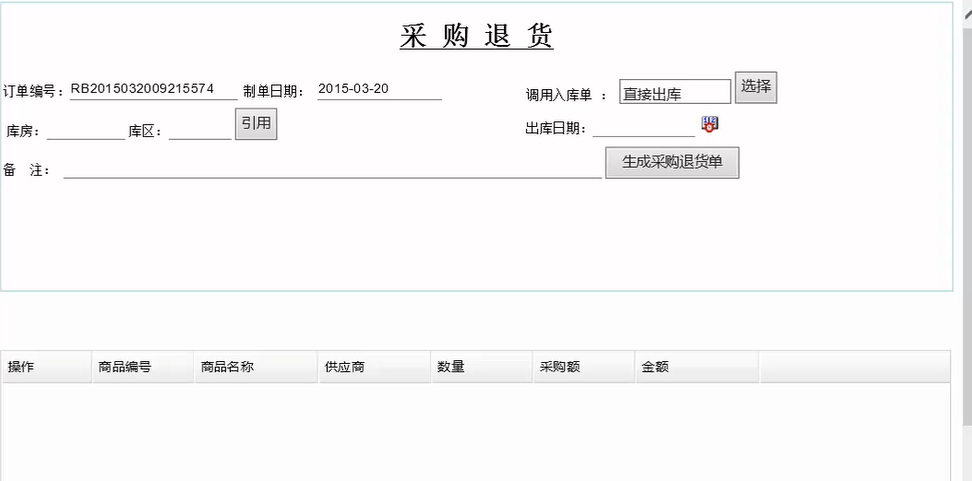 采 购 退 货
订单编号：RB2015032009215574 制单日期： 2015-03-20 调用入库单 ： 直接出库 选择
库房： 库区： 引用 出库日期：
备 注： 生成采购退货单
操作 商品编号 商品名称 供应商 数量 采购额 金额